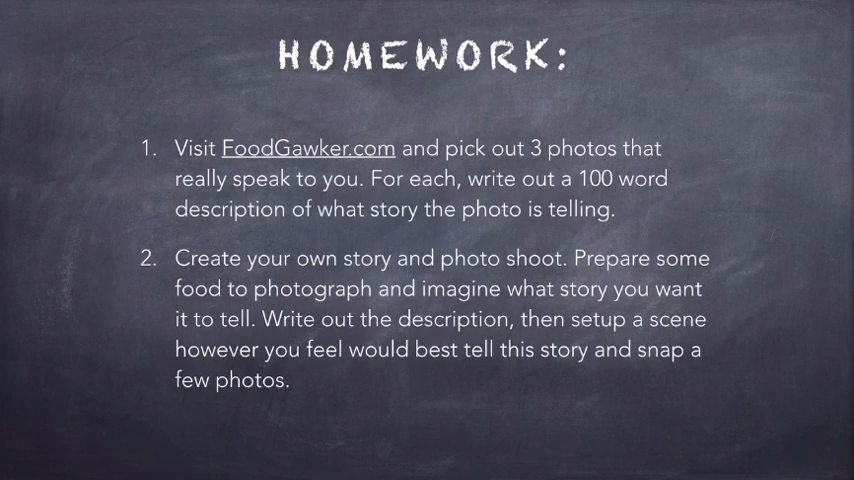 HOMEWORK:
1. Visit FoodGawker.com and pick out 3 photos that
really speak to you. For each, write out a 100 word
description of what story the photo is telling.
2. Create your own story and photo shoot. Prepare some
food to photograph and imagine what story you want
it to tell. Write out the description, then setup a scene
however you feel would best tell this story and snap a
few photos.